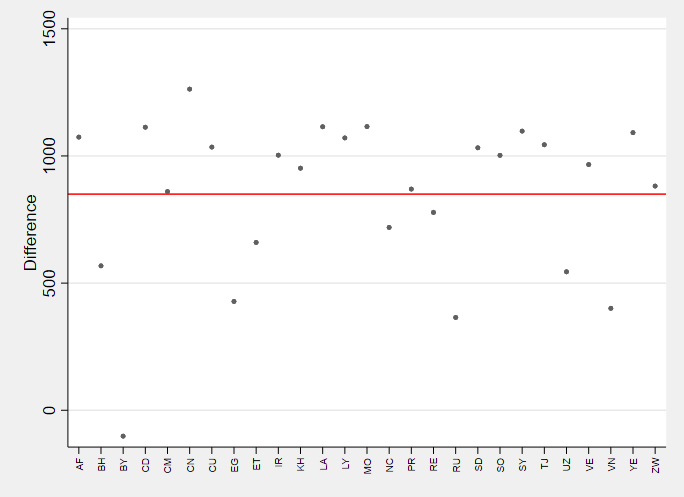 1500
1000
500
0
Difference
AF BH BY CD CM CN CU EG ET IR KH LA LY MO NC PR RE RU SD SO SY TJ UZ VE VN YE ZW